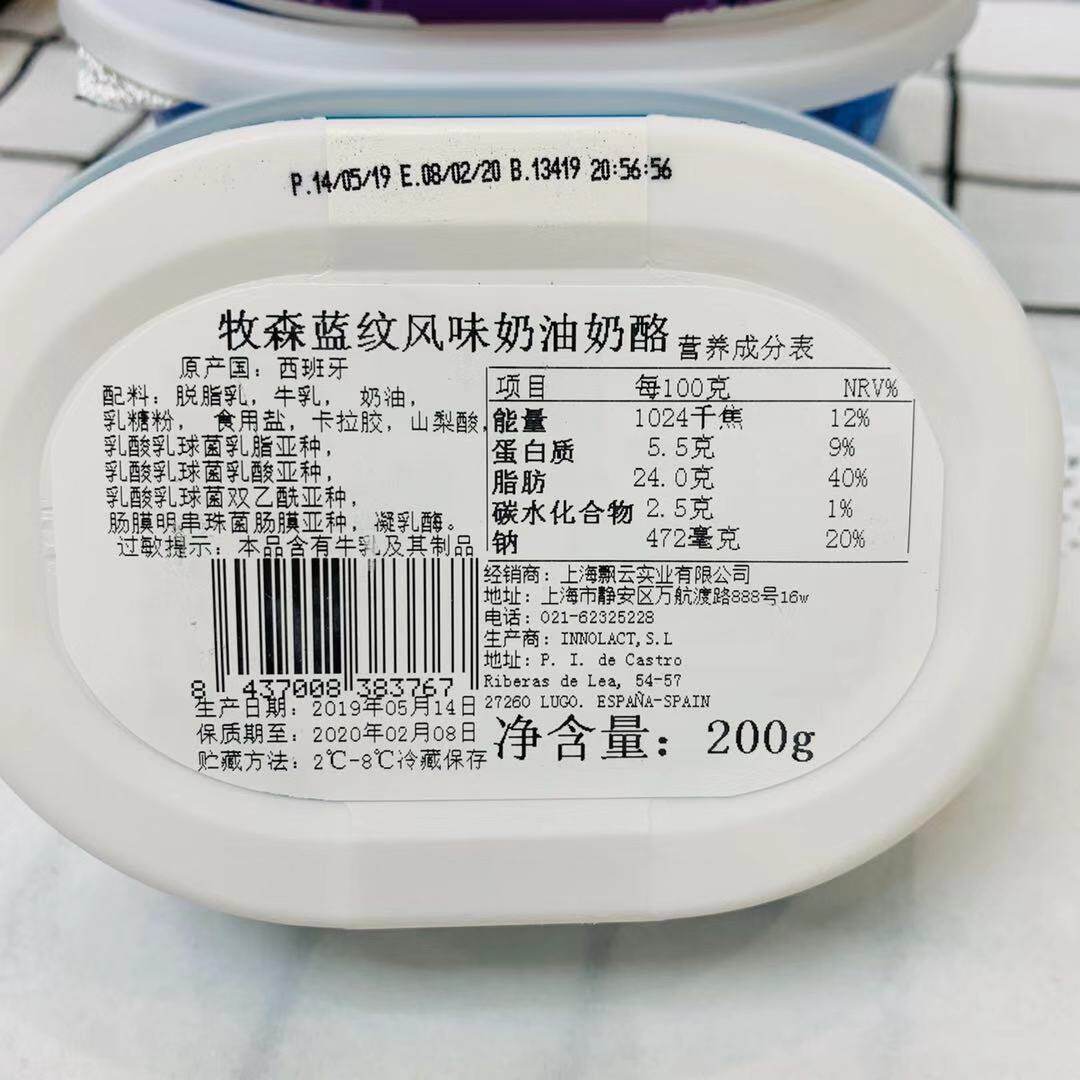 P.14/05/19 E.08/02/20 B.13419 20:56:56
牧森蓝纹风味奶油奶酪
原产国：西班牙
配料：脱脂乳，牛乳， 奶油，
乳糖粉， 食用盐，卡拉胶，山梨酸，
乳酸乳球菌乳脂亚种，
乳酸乳球菌乳酸亚种，
乳酸乳球菌双乙酰亚种，
肠膜明串珠菌肠膜亚种，凝乳酶。
过敏提示：本品含有牛乳及其制品
营养成分表
项目 每100克 NRV%
能量 1024千焦 12%
蛋白质 5.5克 9%
脂肪 24.0克 40%
碳水化合物 2.5克 1%
钠 472毫克 20%
经销商：上海飘云实业有限公司
地址：上海市静安区万航渡路888号16w
电话：021-62325228
生产商：INNOLACT,S.L
地址：P. I. de Castro
Riberas de Lea, 54-57
27260 LUGO. ESPAÑA-SPAIN
8 437008 383767
生产日期：2019年05月14日
保质期至：2020年02月08日
贮藏方法：2℃-8℃冷藏保存
净含量：200g